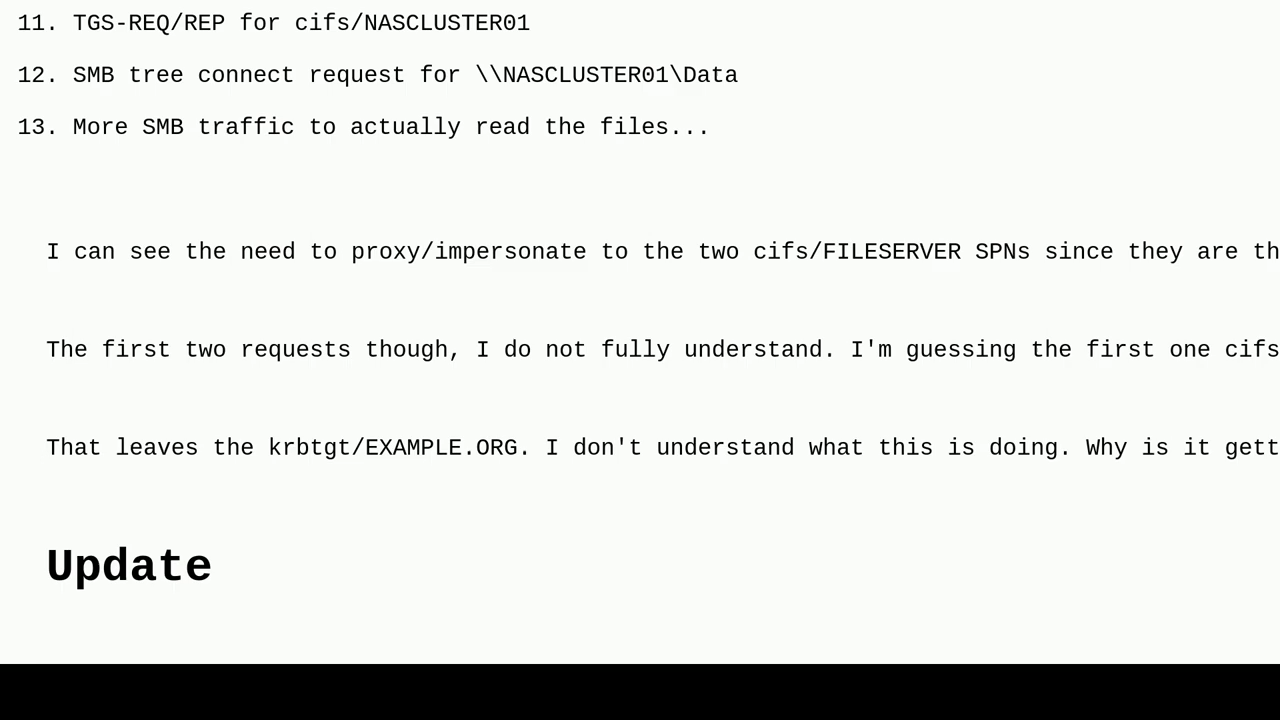 11. TGS-REQ/REP for cifs/NASCLUSTER01
12. SMB tree connect request for \\NASCLUSTER01\Data
13. More SMB traffic to actually read the files...
I can see the need to proxy/impersonate to the two cifs/FILESERVER SPNs since they are th
The first two requests though, I do not fully understand. I'm guessing the first one cifs
That leaves the krbtgt/EXAMPLE.ORG. I don't understand what this is doing. Why is it gett
Update